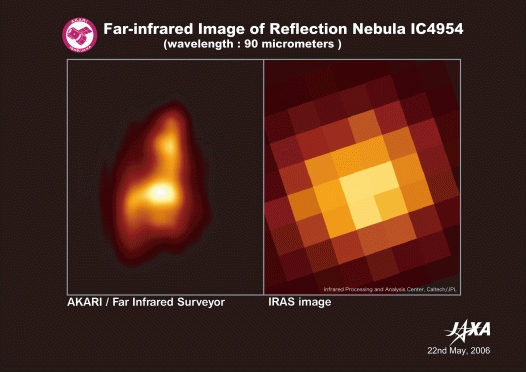 AKARI
Far-infrared Image of Reflection Nebula IC4954
(wavelength : 90 micrometers )
Infrared Processing and Analysis Center, Caltech/JPL
AKARI / Far Infrared Surveyor
IRAS image
JAXA
22nd May, 2006